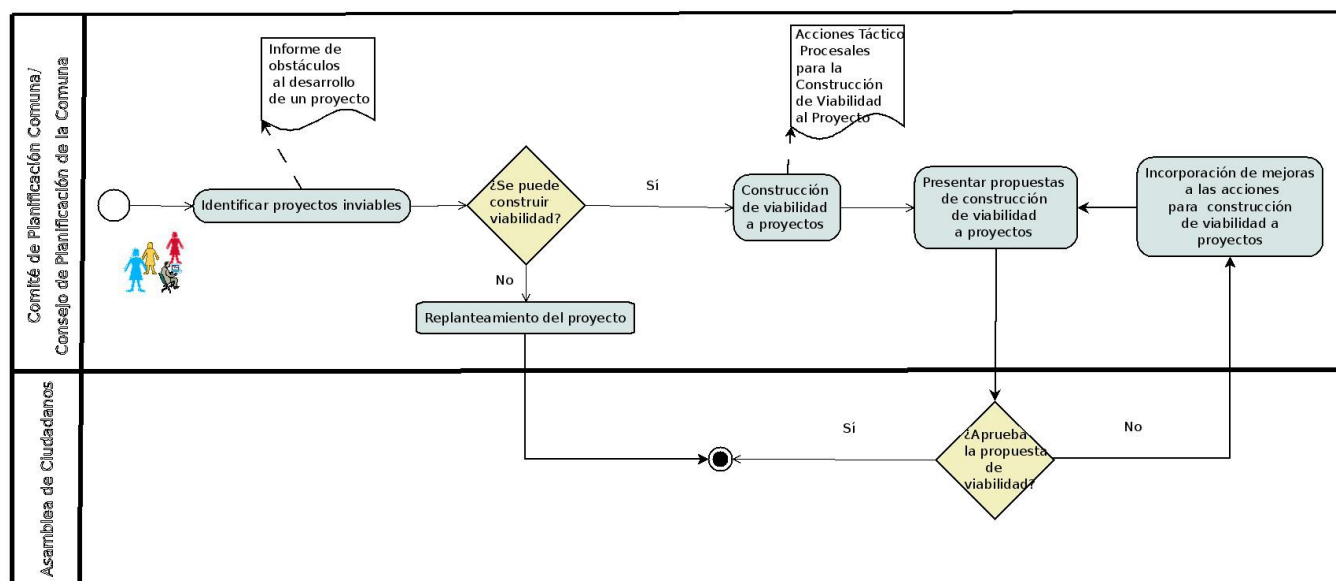 Comité de Planificación Comuna/
Consejo de Planificación de la Comuna
Informe de
obstáculos
al desarrollo
de un proyecto
Acciones Táctico
Procesales
para la
Construcción
de Viabilidad
al Proyecto
Identificar proyectos inviables
¿Se puede
construir
viabilidad?
Sí
Construcción
de viabilidad
a proyectos
Presentar propuestas
de construcción
de viabilidad
a proyectos
Incorporación de mejoras
a las acciones
para construcción
de viabilidad a
proyectos
No
Replanteamiento del proyecto
Asamblea de Ciudadanos
Sí
¿Aprueba
la propuesta
de
viabilidad?
No